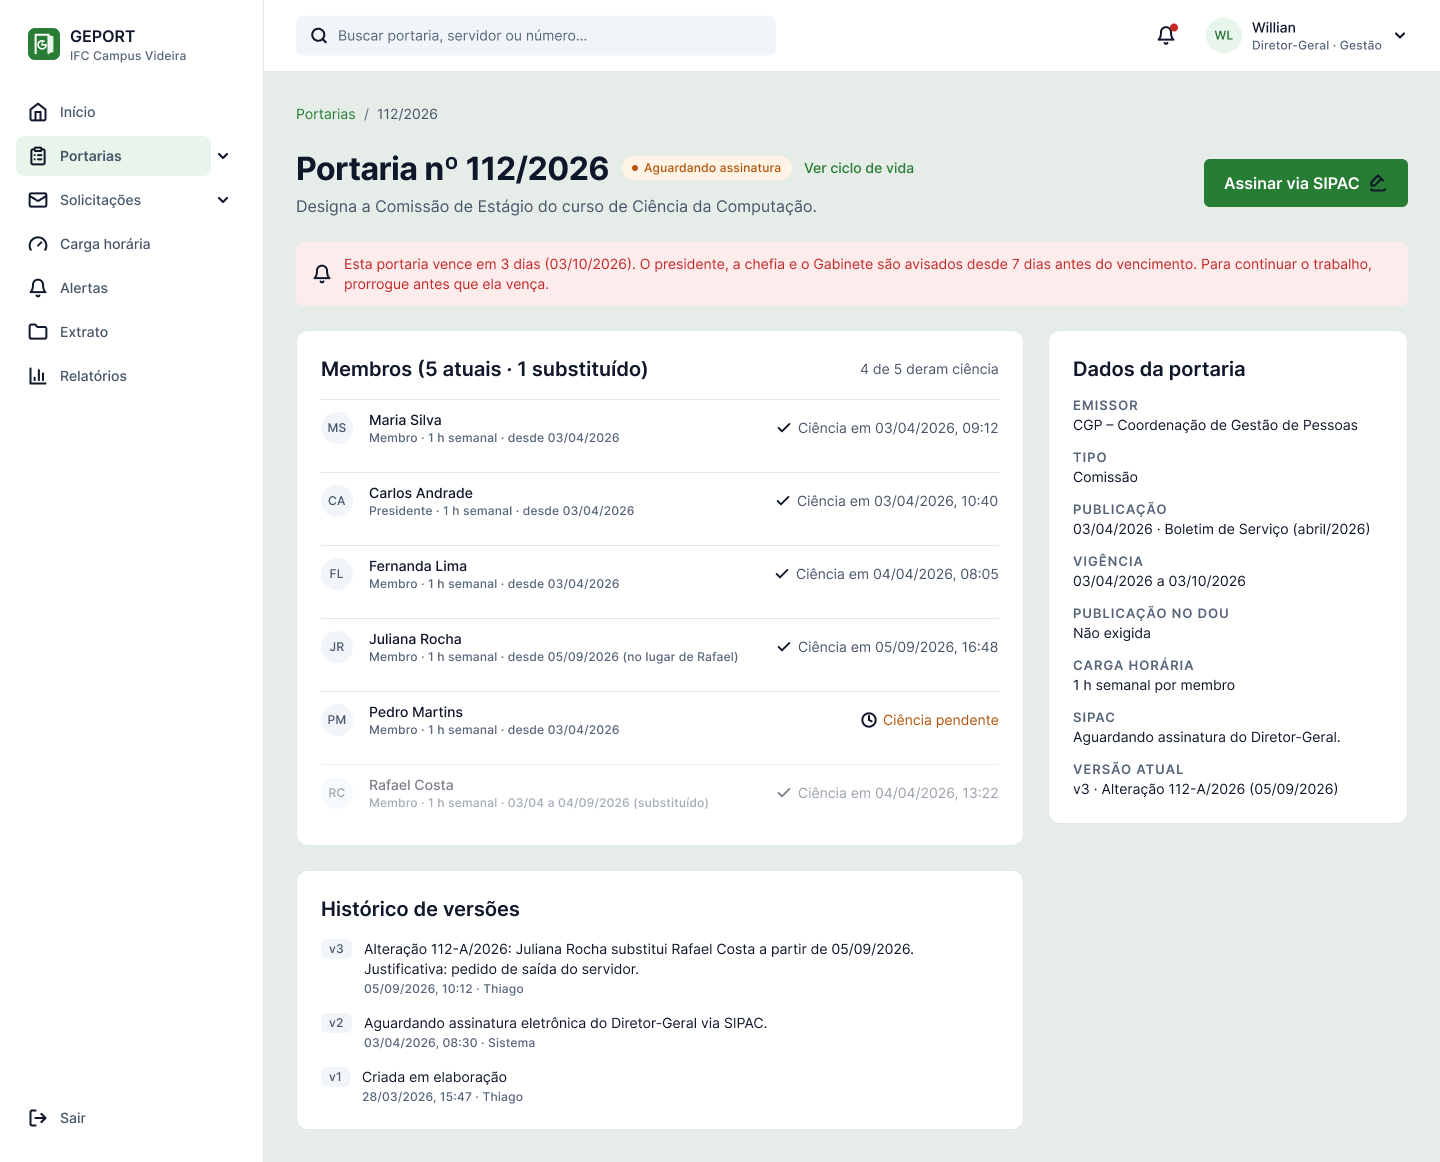 GEPORT
IFC Campus Videira
Início
Portarias
Solicitações
Carga horária
Alertas
Extrato
Relatórios
Sair
Buscar portaria, servidor ou número...
WL
Willian
Diretor-Geral · Gestão
Portarias / 112/2026
Portaria nº 112/2026
Aguardando assinatura
Ver ciclo de vida
Designa a Comissão de Estágio do curso de Ciência da Computação.
Assinar via SIPAC
Esta portaria vence em 3 dias (03/10/2026). O presidente, a chefia e o Gabinete são avisados desde 7 dias antes do vencimento. Para continuar o trabalho,
prorrogue antes que ela vença.
Membros (5 atuais · 1 substituído)
4 de 5 deram ciência
MS
Maria Silva
Membro · 1 h semanal · desde 03/04/2026
Ciência em 03/04/2026, 09:12
CA
Carlos Andrade
Presidente · 1 h semanal · desde 03/04/2026
Ciência em 03/04/2026, 10:40
FL
Fernanda Lima
Membro · 1 h semanal · desde 03/04/2026
Ciência em 04/04/2026, 08:05
JR
Juliana Rocha
Membro · 1 h semanal · desde 05/09/2026 (no lugar de Rafael)
Ciência em 05/09/2026, 16:48
PM
Pedro Martins
Membro · 1 h semanal · desde 03/04/2026
Ciência pendente
RC
Rafael Costa
Membro · 1 h semanal · 03/04 a 04/09/2026 (substituído)
Ciência em 04/04/2026, 13:22
Histórico de versões
v3
Alteração 112-A/2026: Juliana Rocha substitui Rafael Costa a partir de 05/09/2026.
Justificativa: pedido de saída do servidor.
05/09/2026, 10:12 · Thiago
v2
Aguardando assinatura eletrônica do Diretor-Geral via SIPAC.
03/04/2026, 08:30 · Sistema
v1
Criada em elaboração
28/03/2026, 15:47 · Thiago
Dados da portaria
EMISSOR
CGP – Coordenação de Gestão de Pessoas
TIPO
Comissão
PUBLICAÇÃO
03/04/2026 · Boletim de Serviço (abril/2026)
VIGÊNCIA
03/04/2026 a 03/10/2026
PUBLICAÇÃO NO DOU
Não exigida
CARGA HORÁRIA
1 h semanal por membro
SIPAC
Aguardando assinatura do Diretor-Geral.
VERSÃO ATUAL
v3 · Alteração 112-A/2026 (05/09/2026)